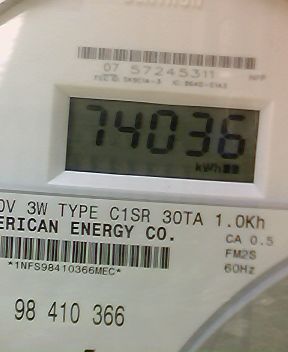 07 57245311 NPP
74036
kWh
0V 3W TYPE C1SR 30TA 1.0Kh
ERICAN ENERGY CO.
CA 0.5
*1NFS98410366MEC*
FM2S
60Hz
98 410 366